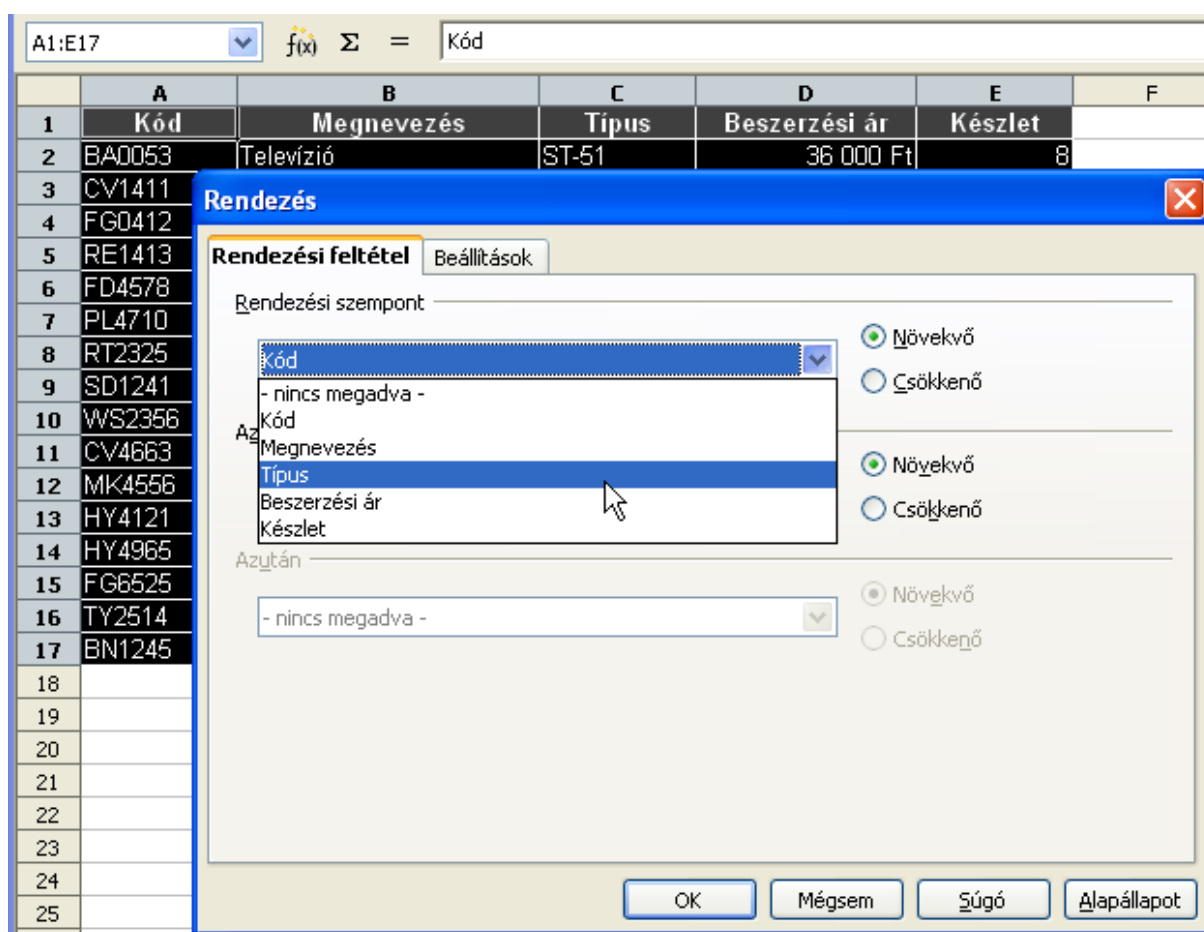 A1:E17 f(x) Σ = Kód
A B C D E F
1 Kód Megnevezés Típus Beszerzési ár Készlet
2 BA0053 Televízió ST-51 36 000 Ft 8
3 CV1411
Rendezés
4 FG0412
5 RE1413
Rendezési feltétel Beállítások
6 FD4578
Rendezési szempont
7 PL4710
Növekvő
8 RT2325
Kód
9 SD1241
Csökkenő
- nincs megadva -
10 WS2356
Kód
Az
11 CV4663
Megnevezés
Növekvő
12 MK4556
Típus
13 HY4121
Beszerzési ár
Csökkenő
Készlet
14 HY4965
Azután
15 FG6525
Növekvő
16 TY2514
- nincs megadva -
17 BN1245
Csökkenő
18
19
20
21
22
23
24
25
OK Mégsem Súgó Alapállapot